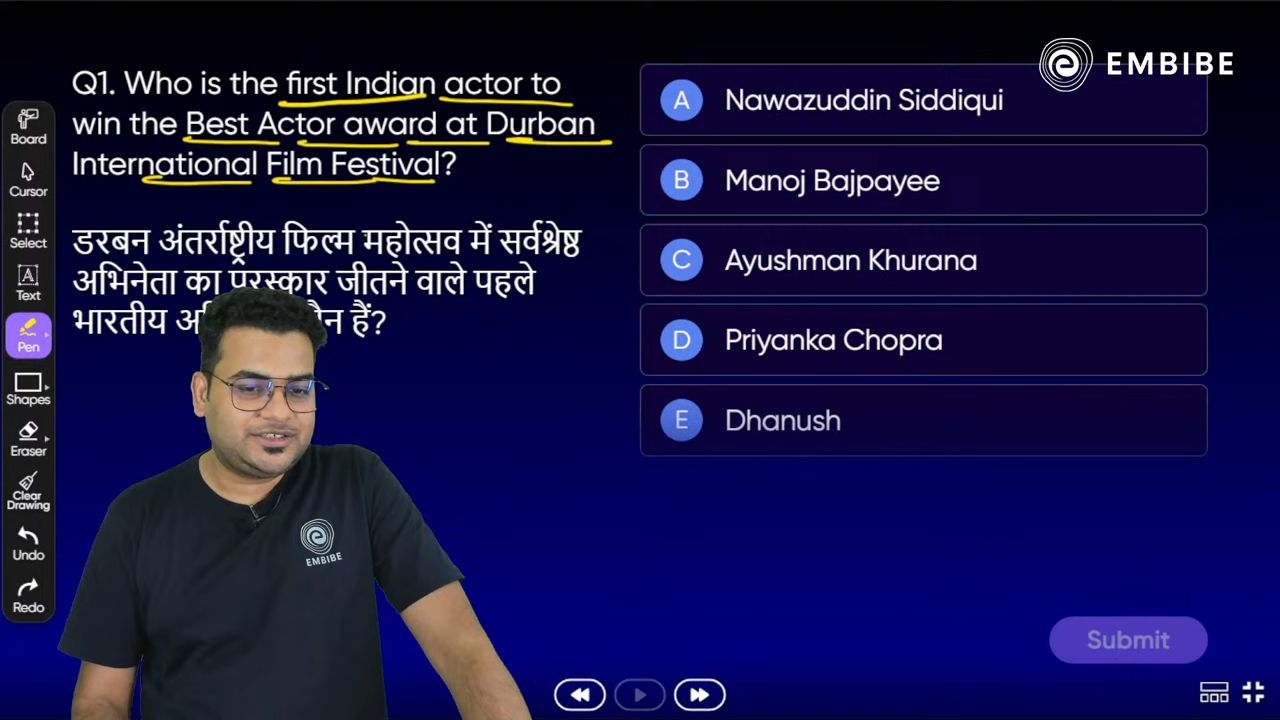 EMBIBE
Q1. Who is the first Indian actor to
win the Best Actor award at Durban
International Film Festival?
डरबन अंतर्राष्ट्रीय फिल्म महोत्सव में सर्वश्रेष्ठ
अभिनेता का पुरस्कार जीतने वाले पहले
भारतीय हैं?
A Nawazuddin Siddiqui
B Manoj Bajpayee
C Ayushman Khurana
D Priyanka Chopra
E Dhanush
Board
Cursor
Select
A
Text
Pen
Shapes
Eraser
Clear
Drawing
Undo
Redo
EMBIBE
Submit